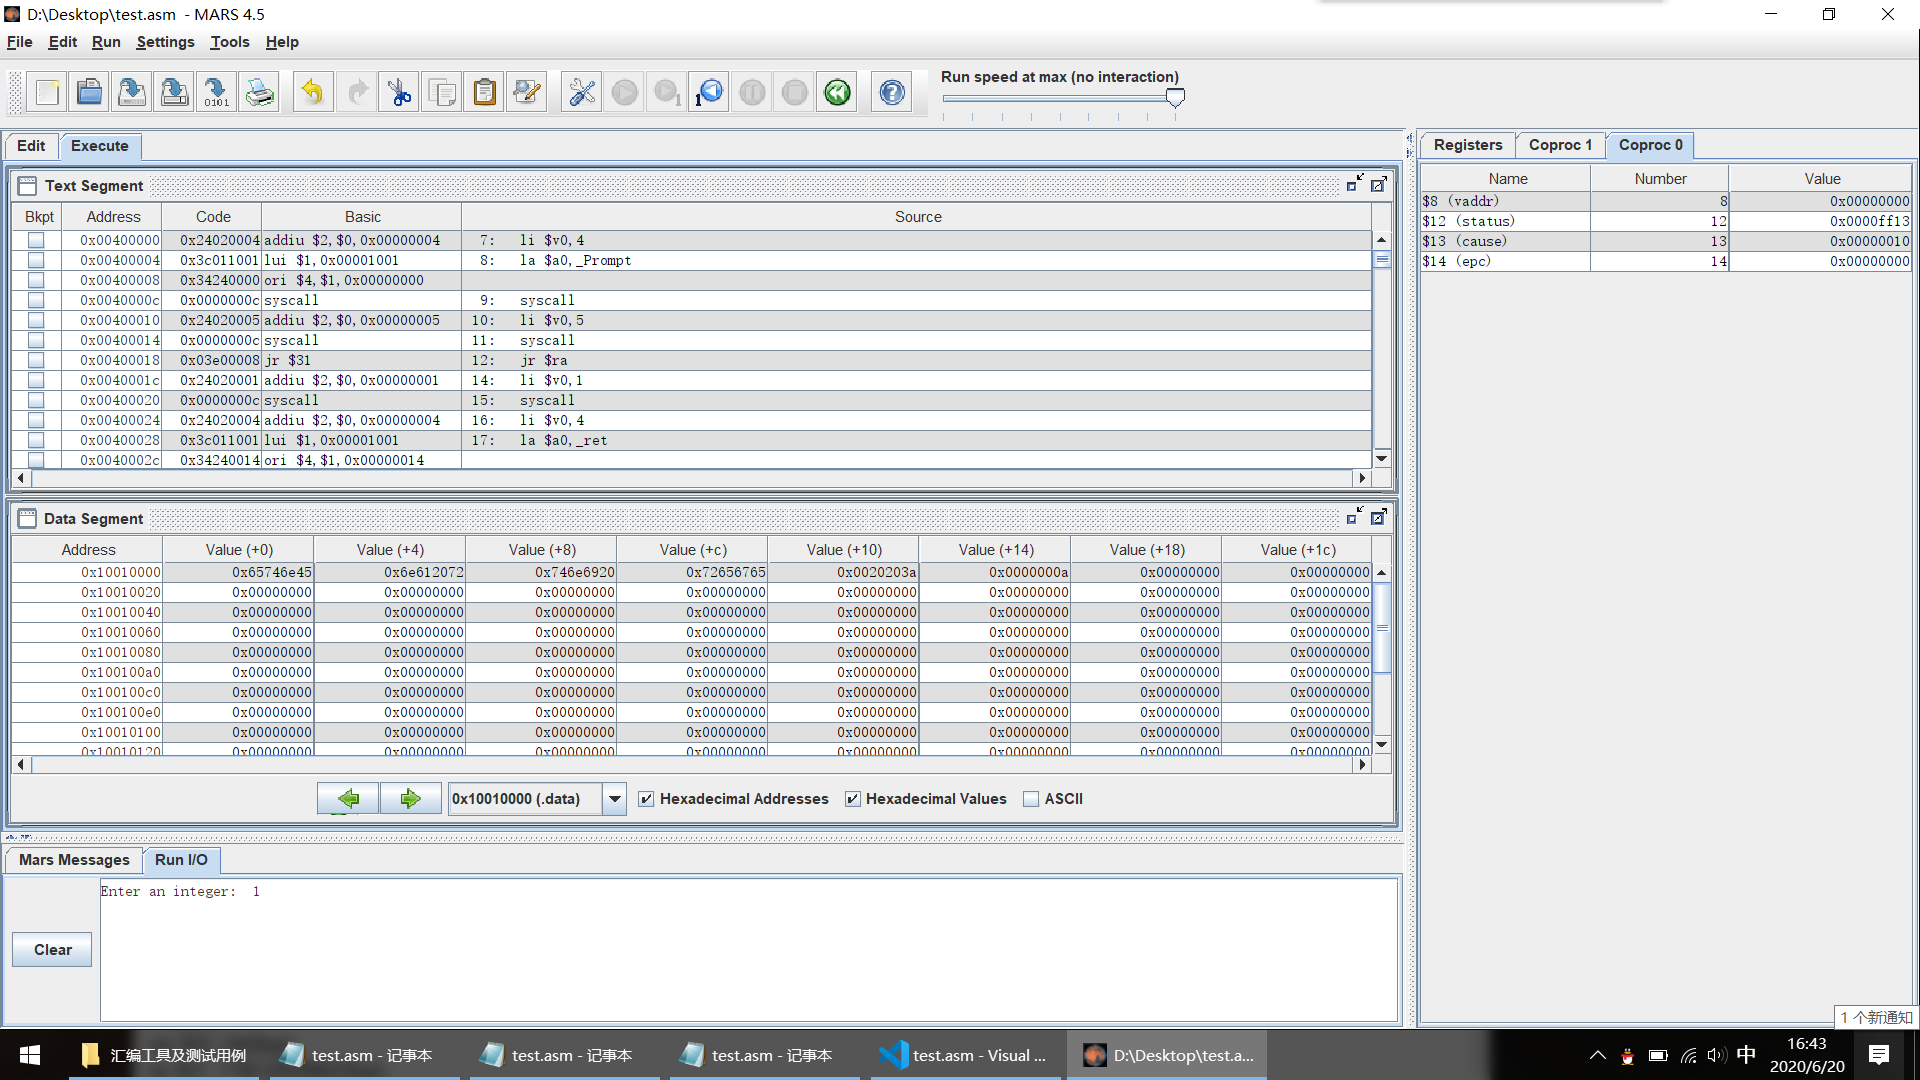 D:\Desktop\test.asm - MARS 4.5
File Edit Run Settings Tools Help
Run speed at max (no interaction)
Edit Execute
Text Segment
Bkpt Address Code Basic Source
0x00400000 0x24020004 addiu $2,$0,0x00000004 7: li $v0,4
0x00400004 0x3c011001 lui $1,0x00001001 8: la $a0,_Prompt
0x00400008 0x34240000 ori $4,$1,0x00000000
0x0040000c 0x0000000c syscall 9: syscall
0x00400010 0x24020005 addiu $2,$0,0x00000005 10: li $v0,5
0x00400014 0x0000000c syscall 11: syscall
0x00400018 0x03e00008 jr $31 12: jr $ra
0x0040001c 0x24020001 addiu $2,$0,0x00000001 14: li $v0,1
0x00400020 0x0000000c syscall 15: syscall
0x00400024 0x24020004 addiu $2,$0,0x00000004 16: li $v0,4
0x00400028 0x3c011001 lui $1,0x00001001 17: la $a0,_ret
0x0040002c 0x34240014 ori $4,$1,0x00000014
Data Segment
Address Value (+0) Value (+4) Value (+8) Value (+c) Value (+10) Value (+14) Value (+18) Value (+1c)
0x10010000 0x65746e45 0x6e612072 0x746e6920 0x72656765 0x0020203a 0x0000000a 0x00000000 0x00000000
0x10010020 0x00000000 0x00000000 0x00000000 0x00000000 0x00000000 0x00000000 0x00000000 0x00000000
0x10010040 0x00000000 0x00000000 0x00000000 0x00000000 0x00000000 0x00000000 0x00000000 0x00000000
0x10010060 0x00000000 0x00000000 0x00000000 0x00000000 0x00000000 0x00000000 0x00000000 0x00000000
0x10010080 0x00000000 0x00000000 0x00000000 0x00000000 0x00000000 0x00000000 0x00000000 0x00000000
0x100100a0 0x00000000 0x00000000 0x00000000 0x00000000 0x00000000 0x00000000 0x00000000 0x00000000
0x100100c0 0x00000000 0x00000000 0x00000000 0x00000000 0x00000000 0x00000000 0x00000000 0x00000000
0x100100e0 0x00000000 0x00000000 0x00000000 0x00000000 0x00000000 0x00000000 0x00000000 0x00000000
0x10010100 0x00000000 0x00000000 0x00000000 0x00000000 0x00000000 0x00000000 0x00000000 0x00000000
0x10010120 0x00000000 0x00000000 0x00000000 0x00000000 0x00000000 0x00000000 0x00000000 0x00000000
0x10010000 (.data) Hexadecimal Addresses Hexadecimal Values ASCII
Mars Messages Run I/O
Enter an integer:  1
Clear
Registers Coproc 1 Coproc 0
Name Number Value
$8 (vaddr) 8 0x00000000
$12 (status) 12 0x0000ff13
$13 (cause) 13 0x00000010
$14 (epc) 14 0x00000000
1 个新通知
汇编工具及测试用例 test.asm - 记事本 test.asm - 记事本 test.asm - 记事本 test.asm - Visual ... D:\Desktop\test.a...
中
16:43
2020/6/20